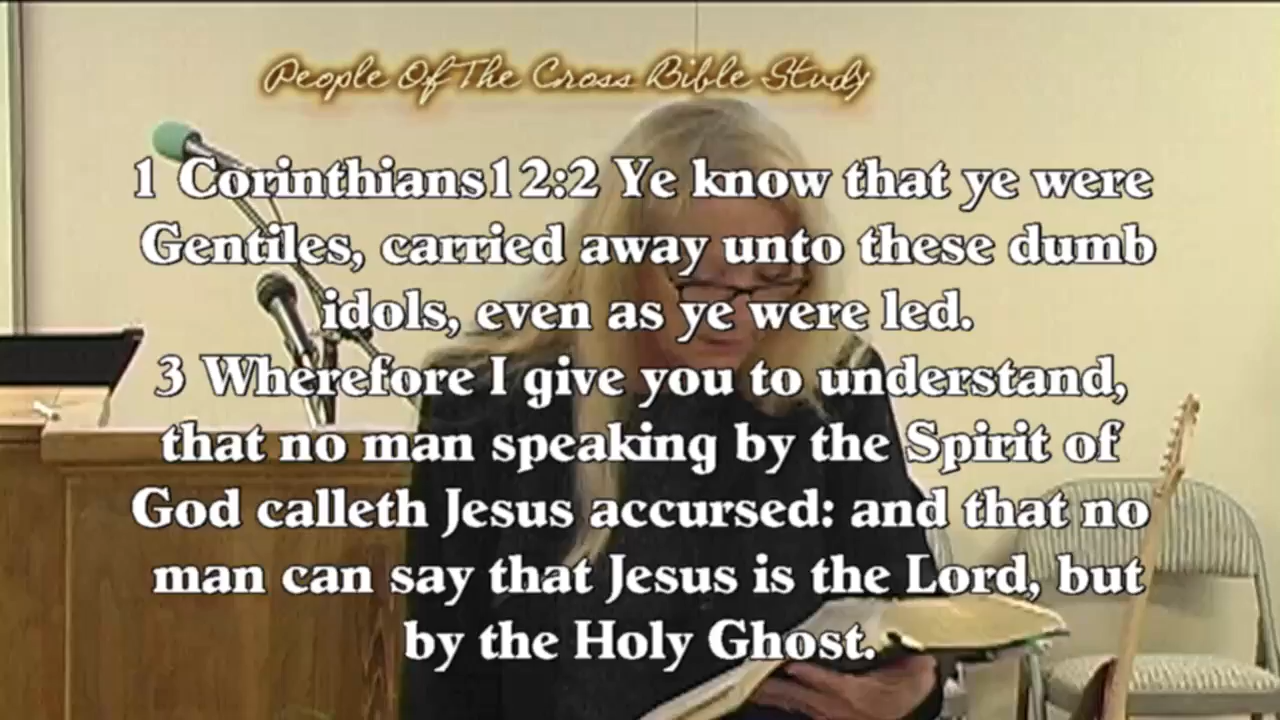 People Of The Cross Bible Study
1 Corinthians12:2 Ye know that ye were
Gentiles, carried away unto these dumb
idols, even as ye were led.
3 Wherefore I give you to understand,
that no man speaking by the Spirit of
God calleth Jesus accursed: and that no
man can say that Jesus is the Lord, but
by the Holy Ghost.